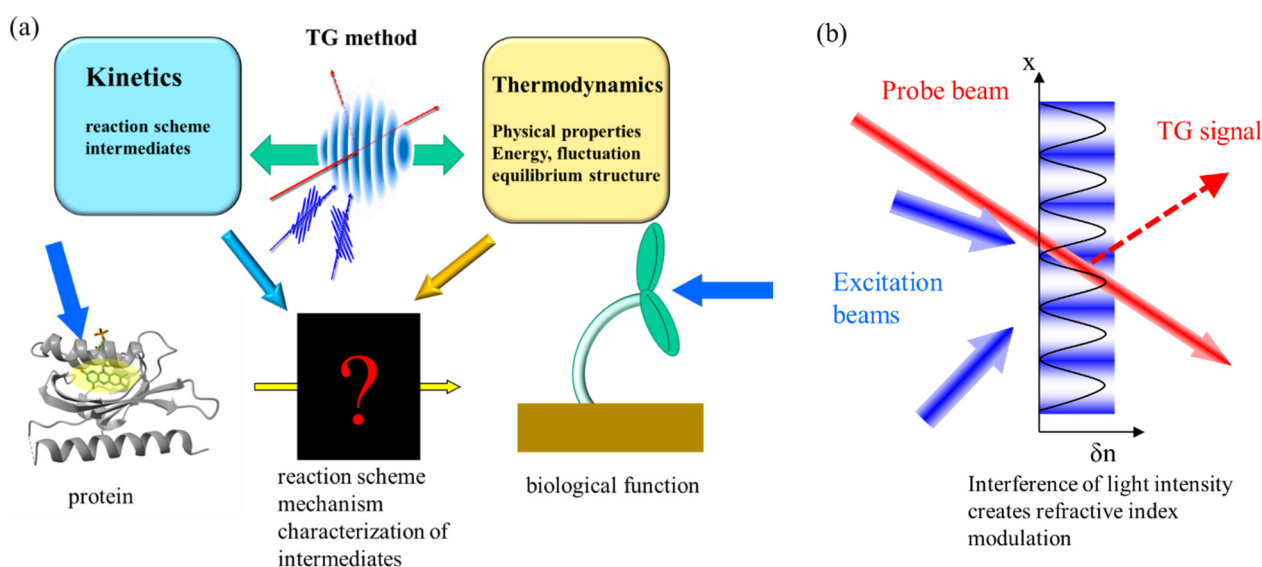 (a)
TG method
Kinetics
reaction scheme
intermediates
Thermodynamics
Physical properties
Energy, fluctuation
equilibrium structure
?
protein
reaction scheme
mechanism
characterization of
intermediates
biological function
(b)
x
Probe beam
TG signal
Excitation
beams
δn
Interference of light intensity
creates refractive index
modulation